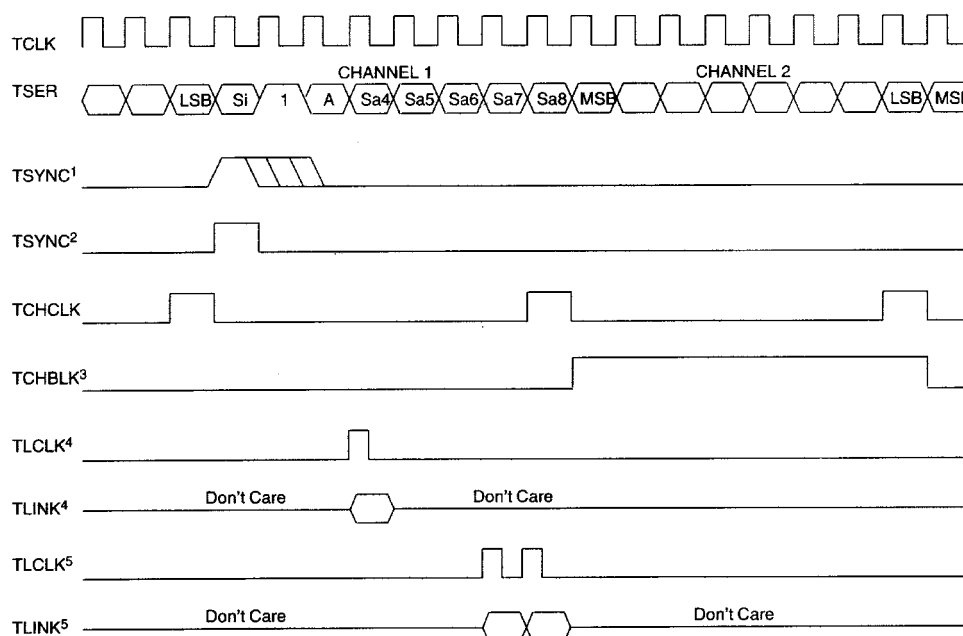 TCLK
CHANNEL 1 CHANNEL 2
TSER LSB Si 1 A Sa4 Sa5 Sa6 Sa7 Sa8 MSB LSB MSB
TSYNC1
TSYNC2
TCHCLK
TCHBLK3
TLCLK4
Don't Care Don't Care
TLINK4
TLCLK5
Don't Care Don't Care
TLINK5